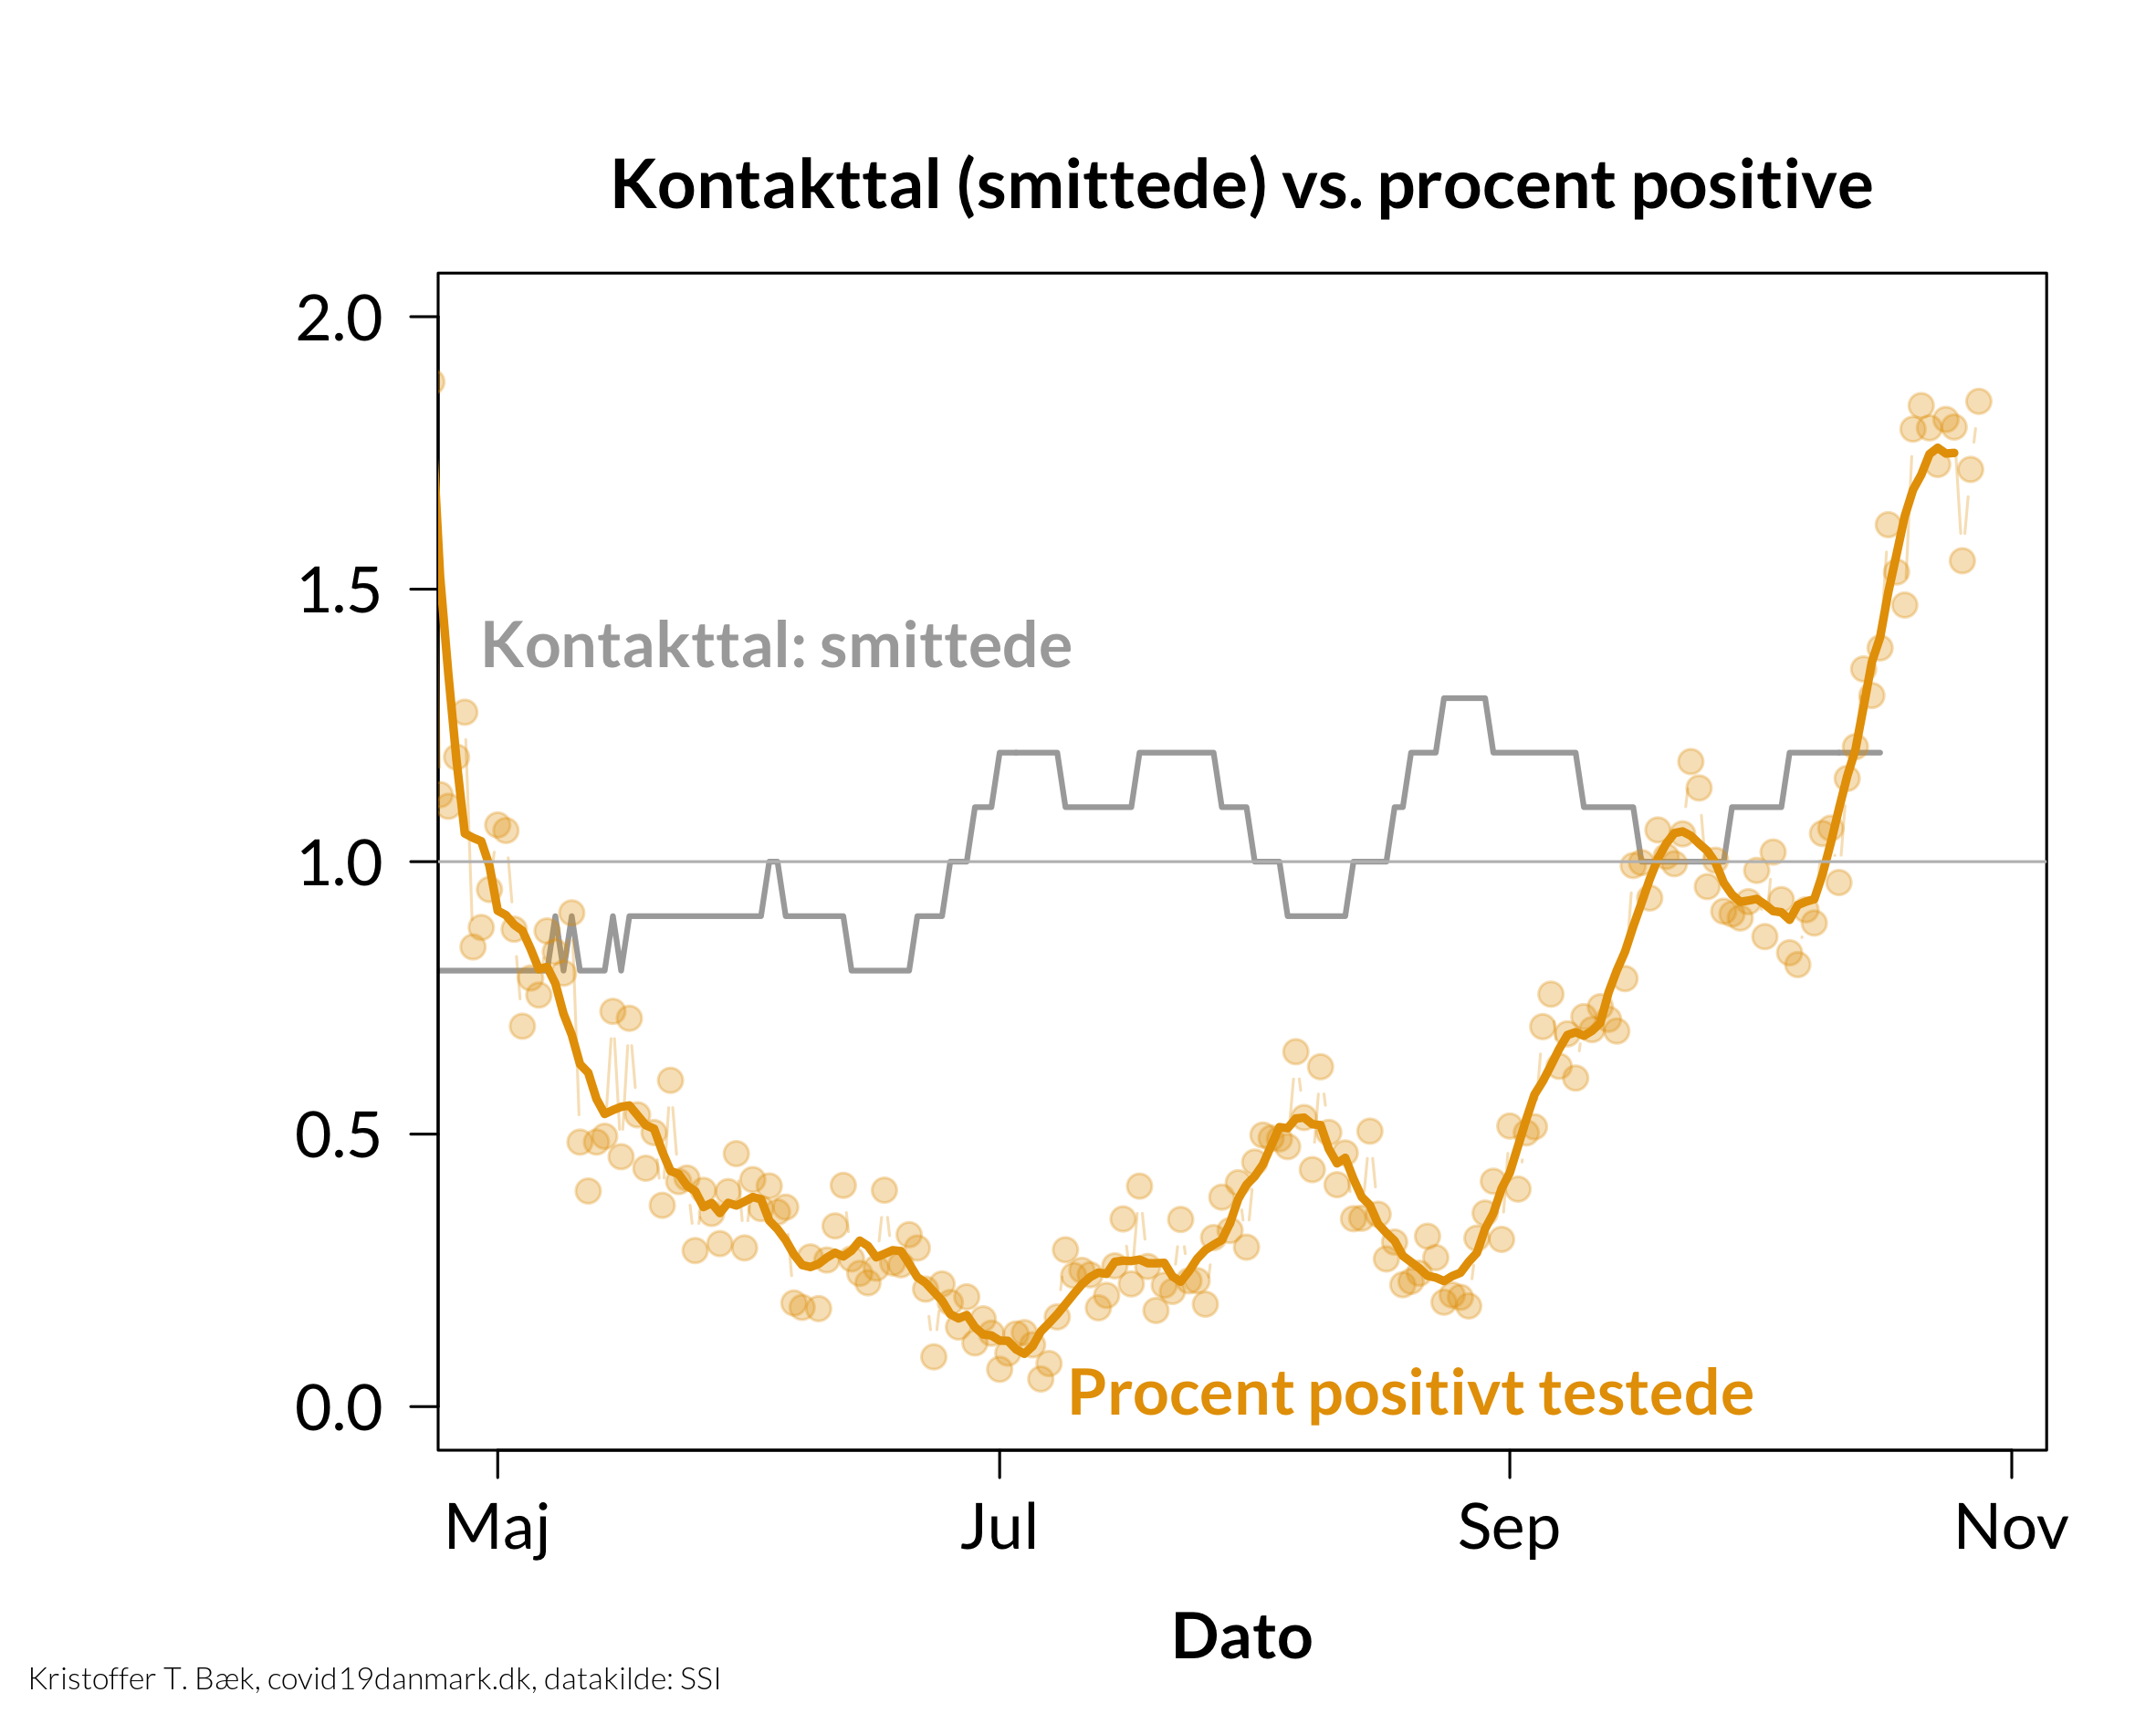 Kontakttal (smittede) vs. procent positive
2.0
1.5
1.0
0.5
0.0
Kontakttal: smittede
Procent positivt testede
Maj Jul Sep Nov
Dato
Kristoffer T. Bæk, covid19danmark.dk, datakilde: SSI